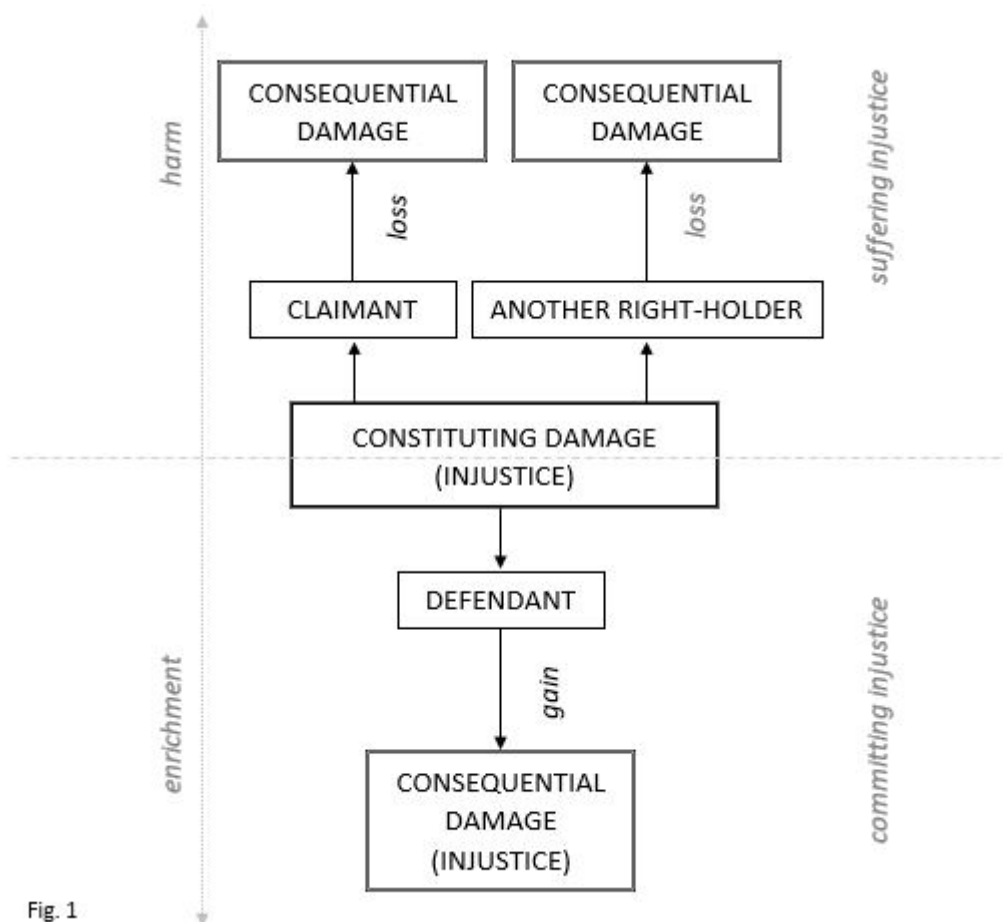 CONSEQUENTIAL
DAMAGE
CONSEQUENTIAL
DAMAGE
harm
loss
loss
suffering injustice
CLAIMANT
ANOTHER RIGHT-HOLDER
CONSTITUTING DAMAGE
(INJUSTICE)
DEFENDANT
enrichment
gain
committing injustice
CONSEQUENTIAL
DAMAGE
(INJUSTICE)
Fig. 1